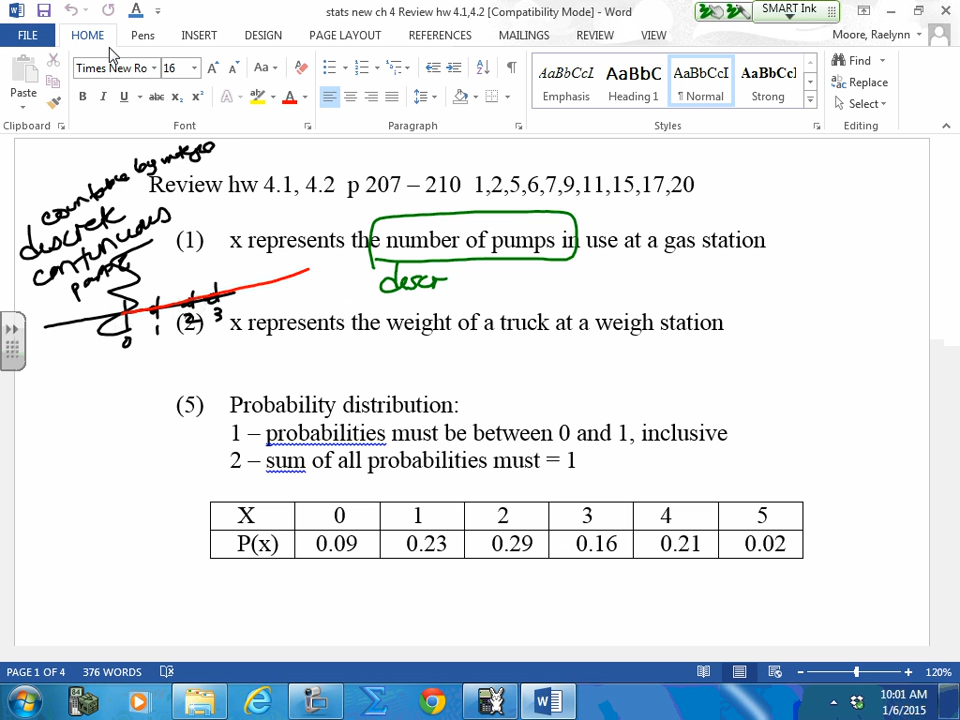 stats new ch 4 Review hw 4.1,4.2 [Compatibility Mode] - Word
SMART Ink
FILE HOME Pens INSERT DESIGN PAGE LAYOUT REFERENCES MAILINGS REVIEW VIEW Moore, Raelynn
Paste
Times New Ro 16 Aa
AaBbCcI AaBbC AaBbCcI AaBbCcI
Emphasis Heading 1 ¶ Normal Strong
Find
Replace
Select
Clipboard Font Paragraph Styles Editing
countable by
Review hw 4.1, 4.2 p 207 – 210 1,2,5,6,7,9,11,15,17,20
continuous
(1) x represents the number of pumps in use at a gas station
descr
0 1 2 3
(2) x represents the weight of a truck at a weigh station
(5) Probability distribution:
1 – probabilities must be between 0 and 1, inclusive
2 – sum of all probabilities must = 1
X 0 1 2 3 4 5
P(x) 0.09 0.23 0.29 0.16 0.21 0.02
PAGE 1 OF 4 376 WORDS 120%
10:01 AM
1/6/2015